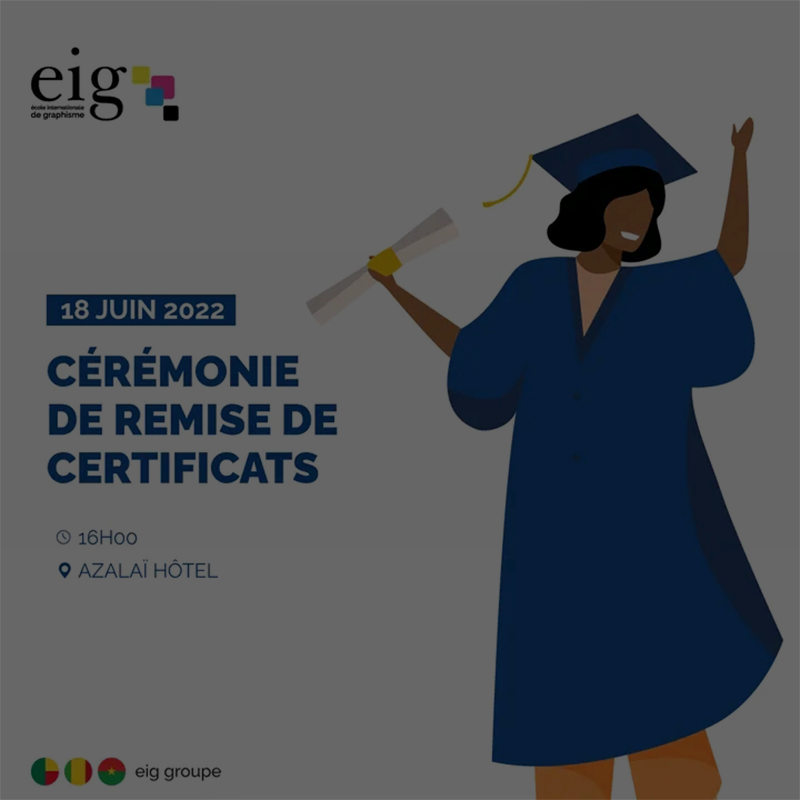 eig
école internationale
de graphisme
18 JUIN 2022
CÉRÉMONIE
DE REMISE DE
CERTIFICATS
16H00
AZALAÏ HÔTEL
eig groupe